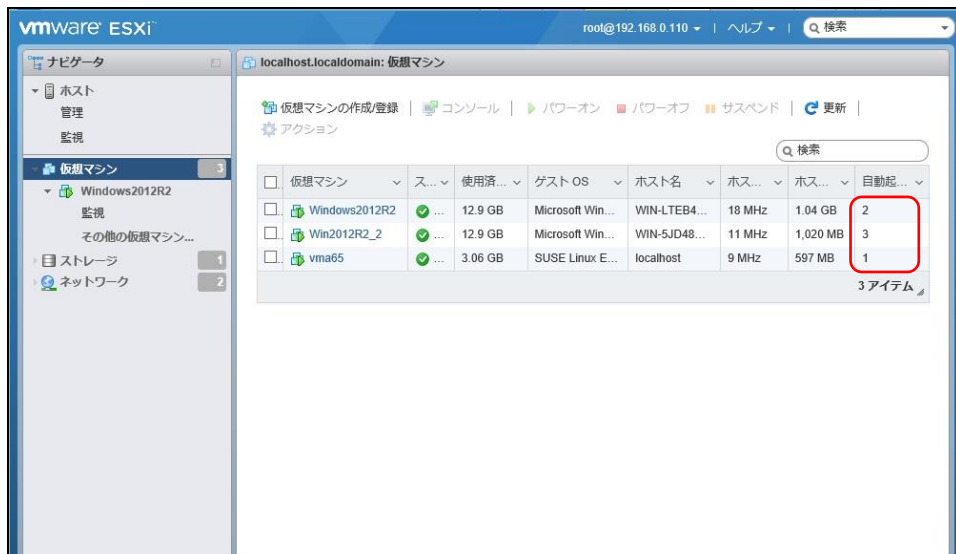 vmware ESXi
root@192.168.0.110 | ヘルプ | 検索
ナビゲータ
localhost.localdomain: 仮想マシン
ホスト
管理
監視
仮想マシン 3
Windows2012R2
監視
その他の仮想マシン...
ストレージ 1
ネットワーク 2
仮想マシンの作成/登録 | コンソール | パワーオン パワーオフ サスペンド | 更新 |
アクション
検索
仮想マシン ス... 使用済... ゲスト OS ホスト名 ホス... ホス... 自動起...
Windows2012R2 ... 12.9 GB Microsoft Win... WIN-LTEB4... 18 MHz 1.04 GB 2
Win2012R2_2 ... 12.9 GB Microsoft Win... WIN-5JD48... 11 MHz 1,020 MB 3
vma65 ... 3.06 GB SUSE Linux E... localhost 9 MHz 597 MB 1
3 アイテム